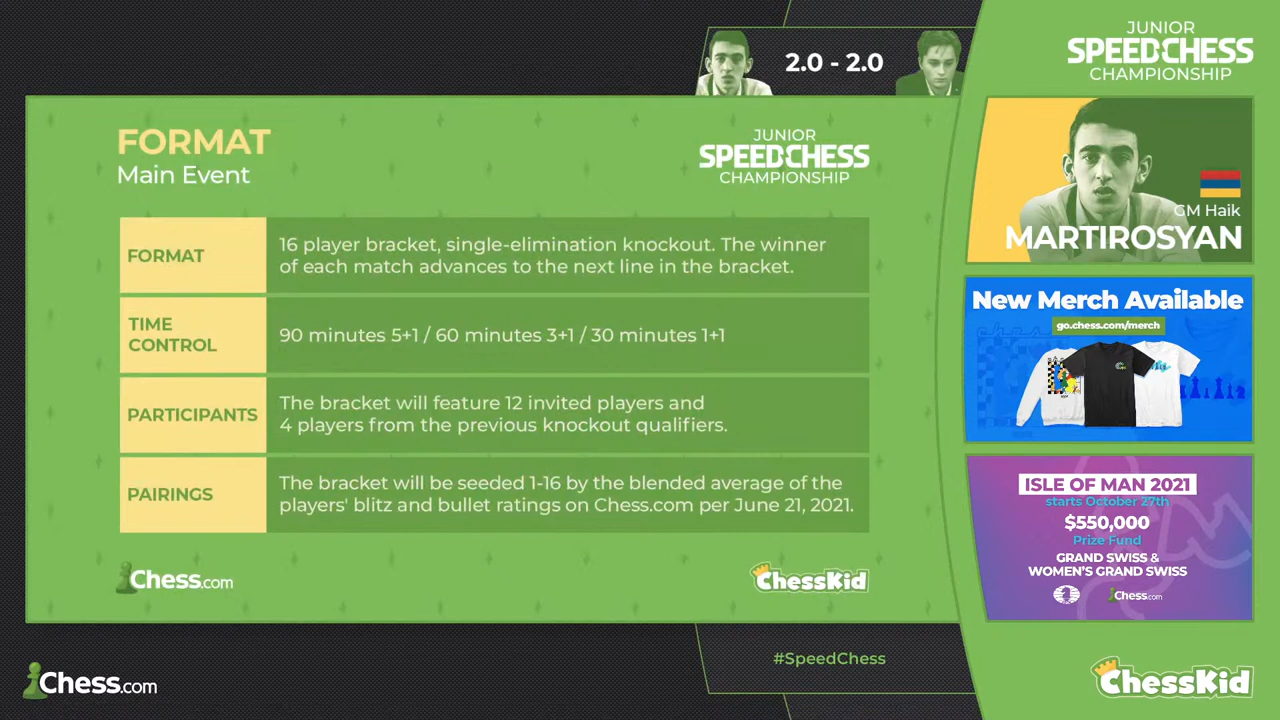 JUNIOR
SPEEDCHESS
CHAMPIONSHIP
2.0 - 2.0
FORMAT
Main Event
JUNIOR
SPEEDCHESS
CHAMPIONSHIP
FORMAT
16 player bracket, single-elimination knockout. The winner
of each match advances to the next line in the bracket.
TIME
CONTROL
90 minutes 5+1 / 60 minutes 3+1 / 30 minutes 1+1
PARTICIPANTS
The bracket will feature 12 invited players and
4 players from the previous knockout qualifiers.
PAIRINGS
The bracket will be seeded 1-16 by the blended average of the
players' blitz and bullet ratings on Chess.com per June 21, 2021.
Chess.com
ChessKid
GM Haik
MARTIROSYAN
New Merch Available
go.chess.com/merch
ISLE OF MAN 2021
starts October 27th
$550,000
Prize Fund
GRAND SWISS &
WOMEN'S GRAND SWISS
Chess.com
#SpeedChess
Chess.com
ChessKid